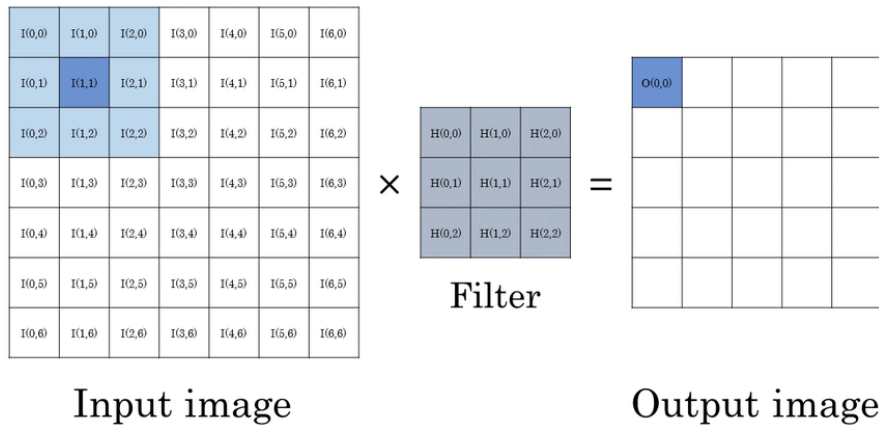 I(0,0) I(1,0) I(2,0) I(3,0) I(4,0) I(5,0) I(6,0)
I(0,1) I(1,1) I(2,1) I(3,1) I(4,1) I(5,1) I(6,1)
I(0,2) I(1,2) I(2,2) I(3,2) I(4,2) I(5,2) I(6,2)
I(0,3) I(1,3) I(2,3) I(3,3) I(4,3) I(5,3) I(6,3)
I(0,4) I(1,4) I(2,4) I(3,4) I(4,4) I(5,4) I(6,4)
I(0,5) I(1,5) I(2,5) I(3,5) I(4,5) I(5,5) I(6,5)
I(0,6) I(1,6) I(2,6) I(3,6) I(4,6) I(5,6) I(6,6)
Input image
×
H(0,0) H(1,0) H(2,0)
H(0,1) H(1,1) H(2,1)
H(0,2) H(1,2) H(2,2)
Filter
=
O(0,0)
Output image